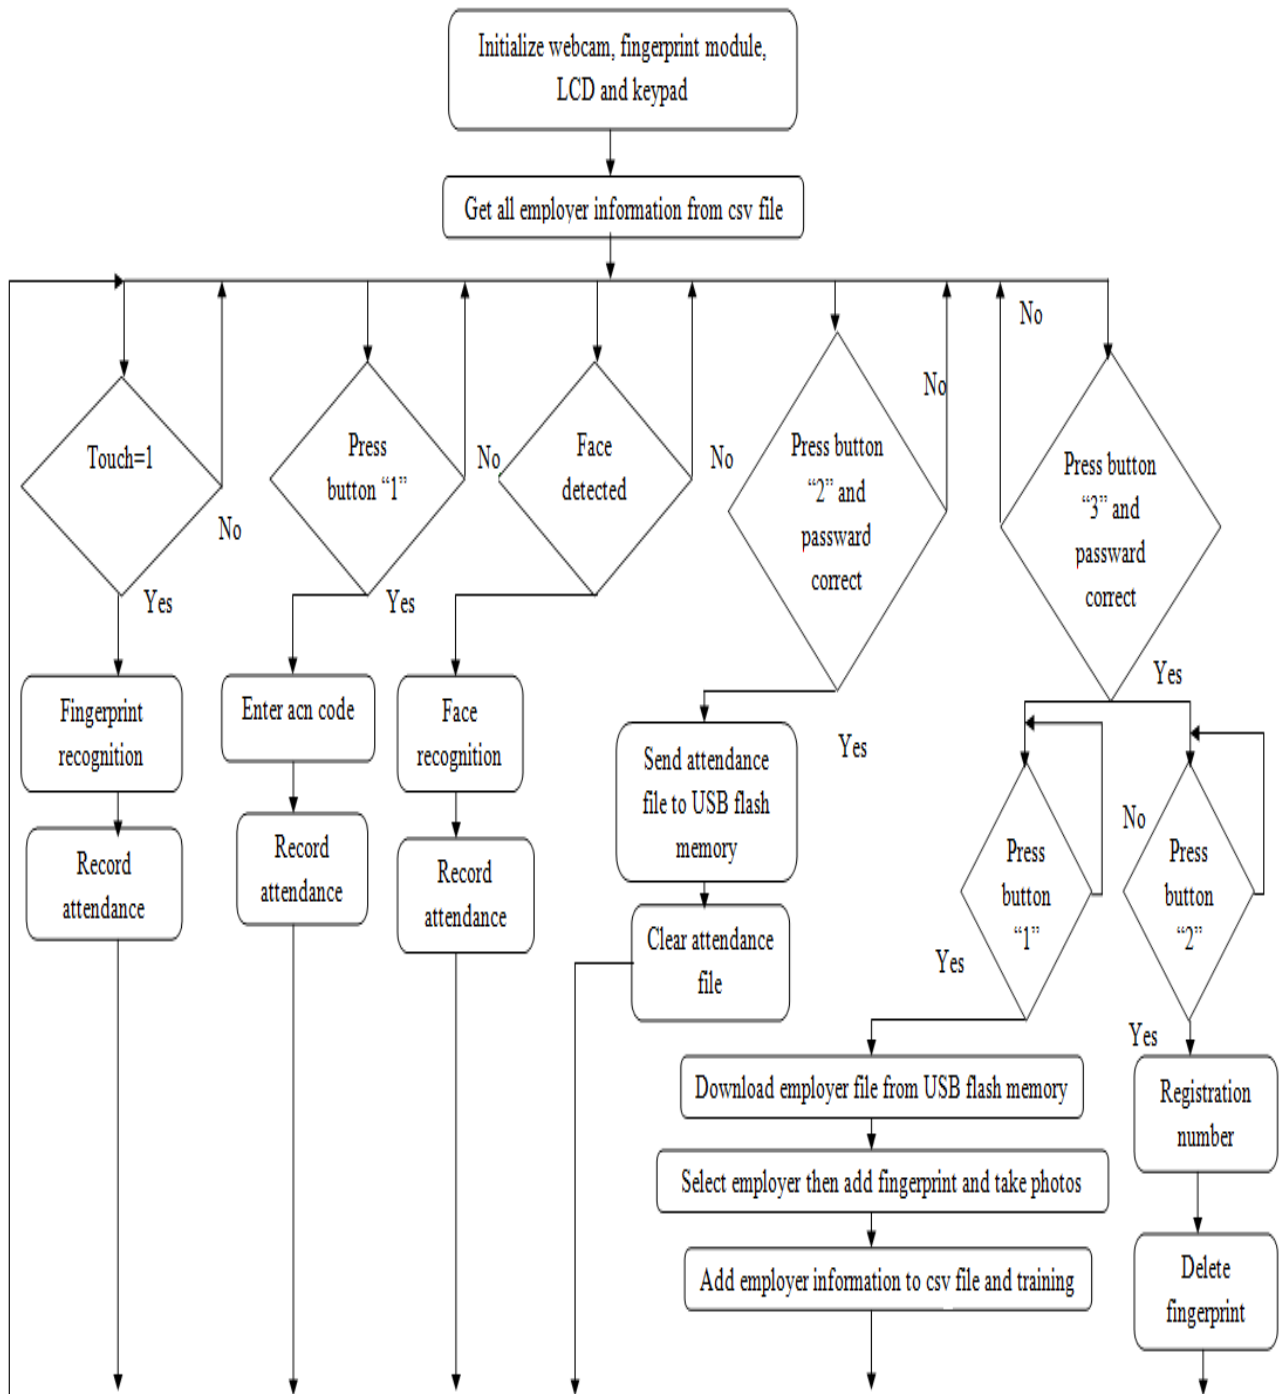 Initialize webcam, fingerprint module,
LCD and keypad
Get all employer information from csv file
No
No
Touch=1
No
Press
button “1”
No
Face
detected
No
Press button
“2” and
passward
correct
Press button
“3” and
passward
correct
Yes
Yes
Yes
Yes
Fingerprint
recognition
Enter acn code
Face
recognition
Send attendance
file to USB flash
memory
Record
attendance
Record
attendance
Record
attendance
Clear attendance
file
No
Press
button
“1”
Press
button
“2”
Yes
Yes
Download employer file from USB flash memory
Select employer then add fingerprint and take photos
Add employer information to csv file and training
Registration
number
Delete
fingerprint